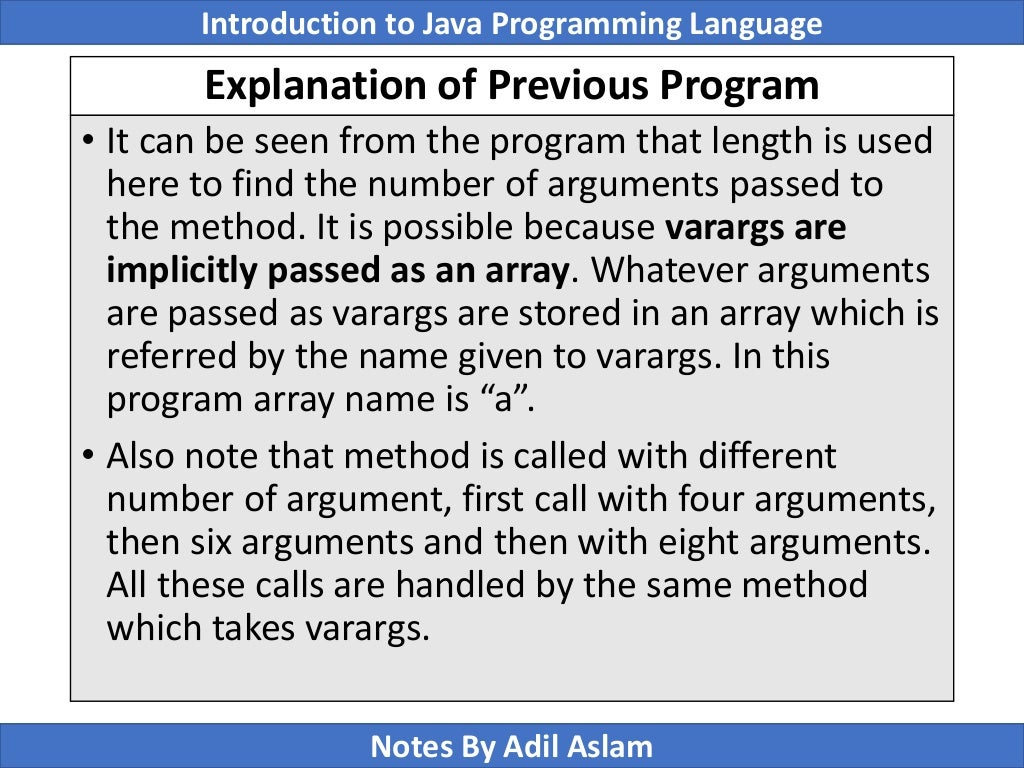 Introduction to Java Programming Language
Explanation of Previous Program
• It can be seen from the program that length is used
here to find the number of arguments passed to
the method. It is possible because varargs are
implicitly passed as an array. Whatever arguments
are passed as varargs are stored in an array which is
referred by the name given to varargs. In this
program array name is “a”.
• Also note that method is called with different
number of argument, first call with four arguments,
then six arguments and then with eight arguments.
All these calls are handled by the same method
which takes varargs.
Notes By Adil Aslam